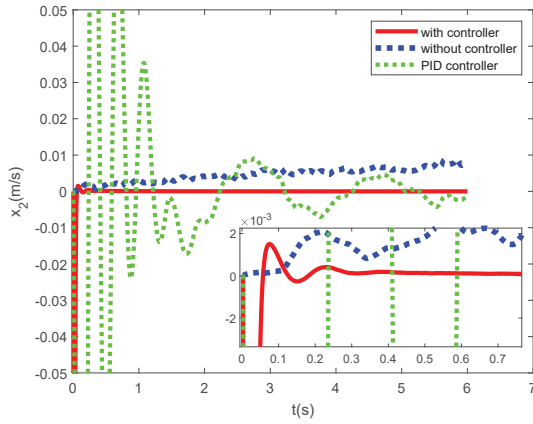 0.05
0.04
0.03
0.02
0.01
0
-0.01
-0.02
-0.03
-0.04
-0.05
x₂(m/s)
with controller
without controller
PID controller
×10⁻³
2
0
-2
0 0.1 0.2 0.3 0.4 0.5 0.6 0.7
0 1 2 3 4 5 6 7
t(s)